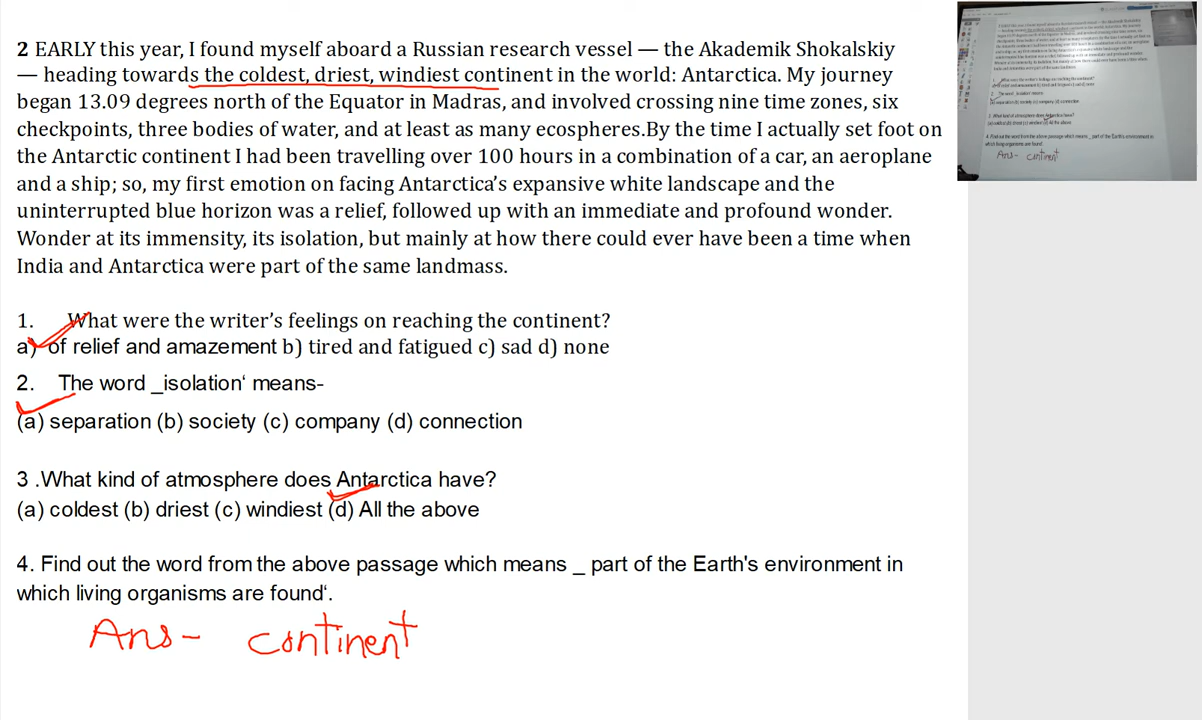 2 EARLY this year, I found myself aboard a Russian research vessel — the Akademik Shokalskiy
— heading towards the coldest, driest, windiest continent in the world: Antarctica. My journey
began 13.09 degrees north of the Equator in Madras, and involved crossing nine time zones, six
checkpoints, three bodies of water, and at least as many ecospheres.By the time I actually set foot on
the Antarctic continent I had been travelling over 100 hours in a combination of a car, an aeroplane
and a ship; so, my first emotion on facing Antarctica's expansive white landscape and the
uninterrupted blue horizon was a relief, followed up with an immediate and profound wonder.
Wonder at its immensity, its isolation, but mainly at how there could ever have been a time when
India and Antarctica were part of the same landmass.
1. What were the writer's feelings on reaching the continent?
a) of relief and amazement b) tired and fatigued c) sad d) none
2. The word _isolation‘ means-
(a) separation (b) society (c) company (d) connection
3 .What kind of atmosphere does Antarctica have?
(a) coldest (b) driest (c) windiest (d) All the above
4. Find out the word from the above passage which means _ part of the Earth's environment in
which living organisms are found‘.
Ans- continent